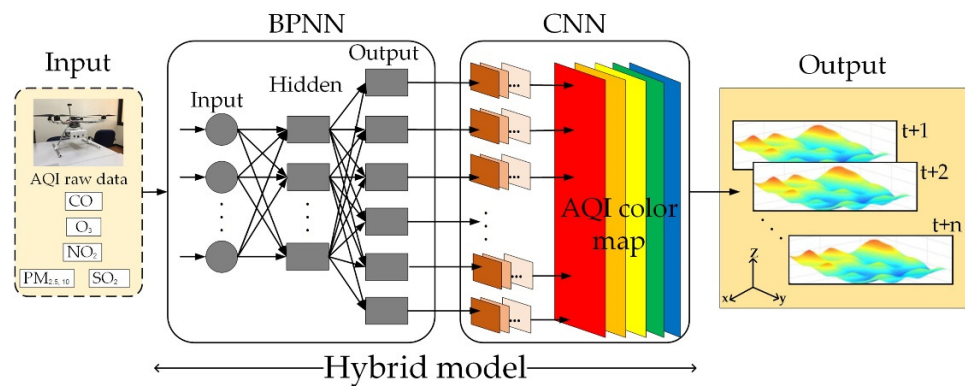 Input
AQI raw data
CO
O₃
NO₂
PM₂.₅, ₁₀ SO₂
BPNN
Input
Hidden
Output
CNN
...
...
...
...
...
AQI color
map
Hybrid model
Output
t+1
t+2
t+n
Z
x y